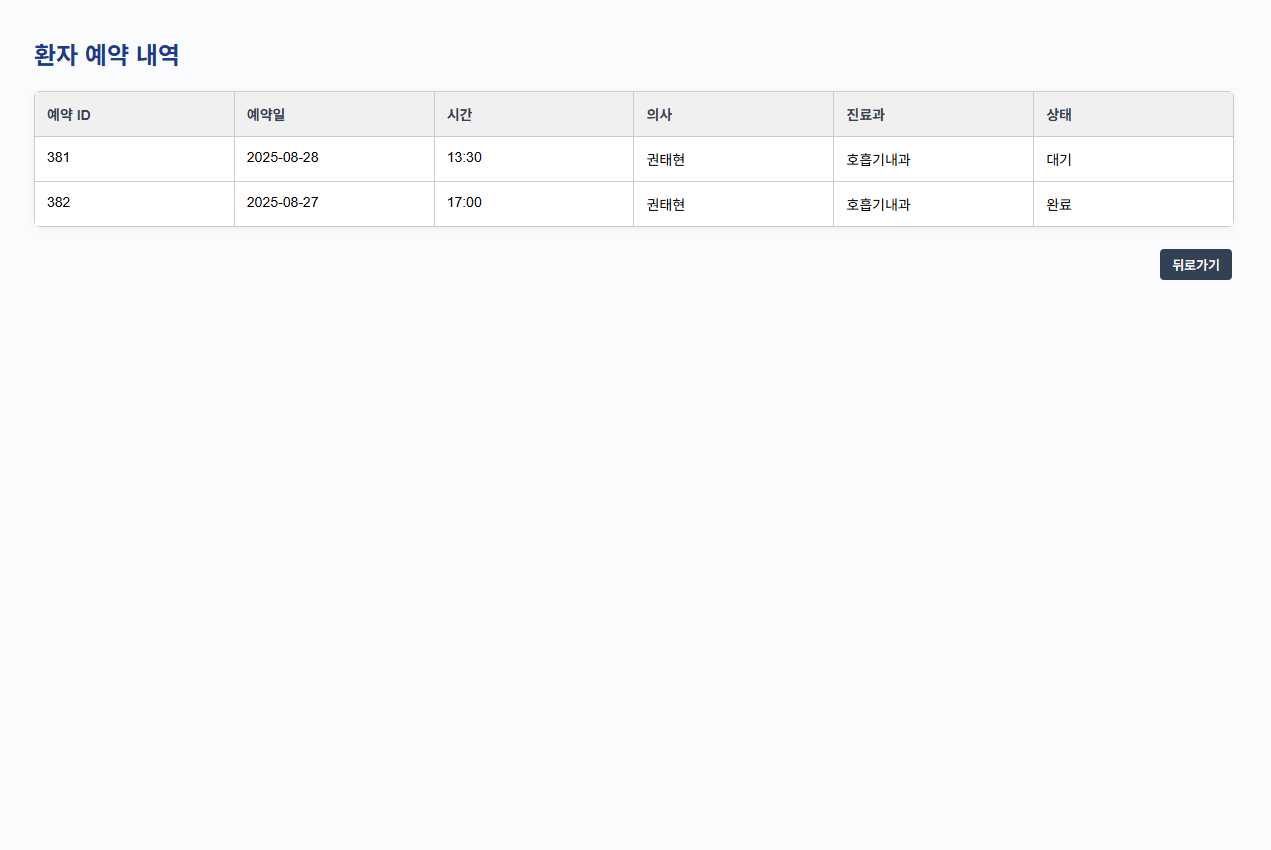 환자 예약 내역
예약 ID 예약일 시간 의사 진료과 상태
381 2025-08-28 13:30 권태현 호흡기내과 대기
382 2025-08-27 17:00 권태현 호흡기내과 완료
뒤로가기